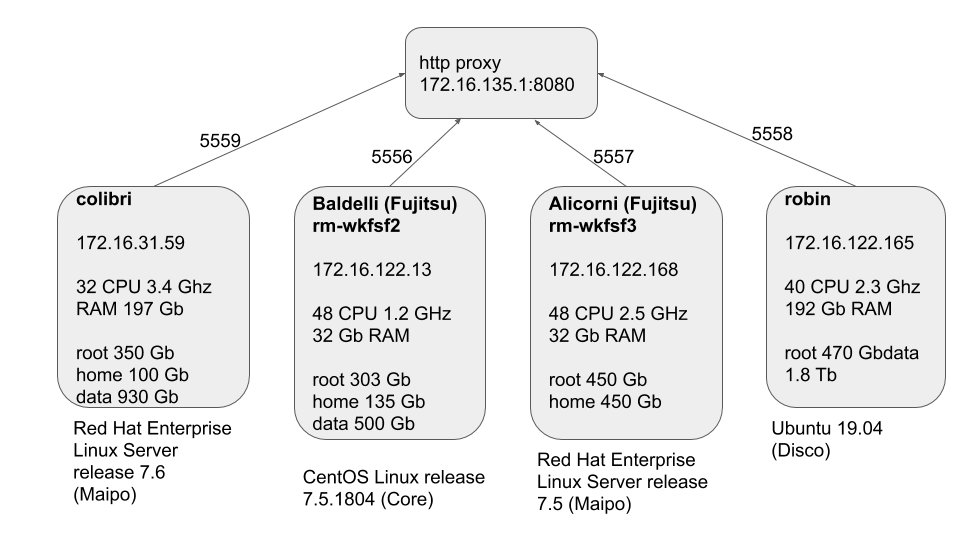 http proxy
172.16.135.1:8080
5559
5556
5557
5558
colibri
172.16.31.59
32 CPU 3.4 Ghz
RAM 197 Gb
root 350 Gb
home 100 Gb
data 930 Gb
Red Hat Enterprise
Linux Server
release 7.6
(Maipo)
Baldelli (Fujitsu)
rm-wkfsf2
172.16.122.13
48 CPU 1.2 GHz
32 Gb RAM
root 303 Gb
home 135 Gb
data 500 Gb
CentOS Linux release
7.5.1804 (Core)
Alicorni (Fujitsu)
rm-wkfsf3
172.16.122.168
48 CPU 2.5 GHz
32 Gb RAM
root 450 Gb
home 450 Gb
Red Hat Enterprise
Linux Server release
7.5 (Maipo)
robin
172.16.122.165
40 CPU 2.3 Ghz
192 Gb RAM
root 470 Gbdata
1.8 Tb
Ubuntu 19.04
(Disco)